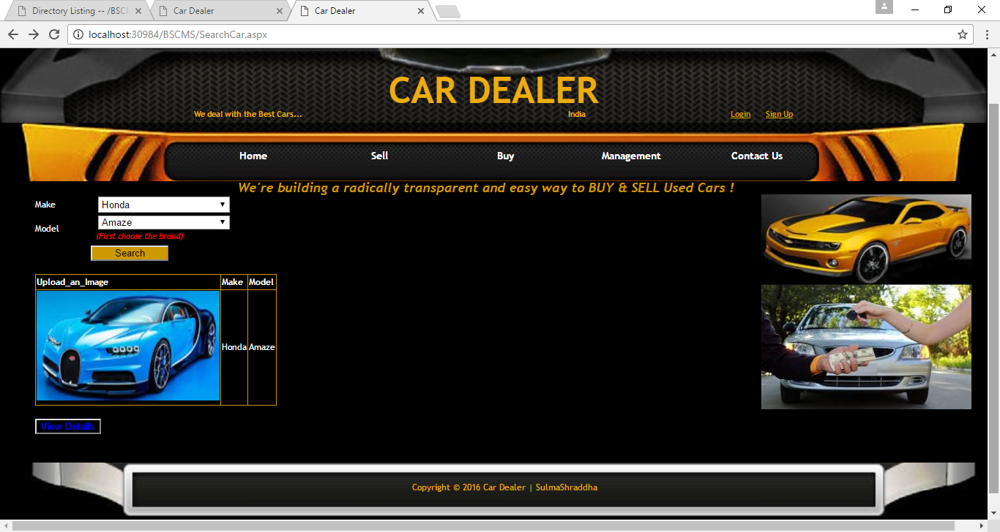 Directory Listing -- /BSC
Car Dealer
Car Dealer
localhost:30984/BSCMS/SearchCar.aspx
CAR DEALER
We deal with the Best Cars... India Login Sign Up
Home Sell Buy Management Contact Us
We're building a radically transparent and easy way to BUY & SELL Used Cars !
Make Honda
Model Amaze
(First choose the brand)
Search
Upload_an_Image Make Model
Honda Amaze
View Details
Copyright © 2016 Car Dealer | SulmaShraddha